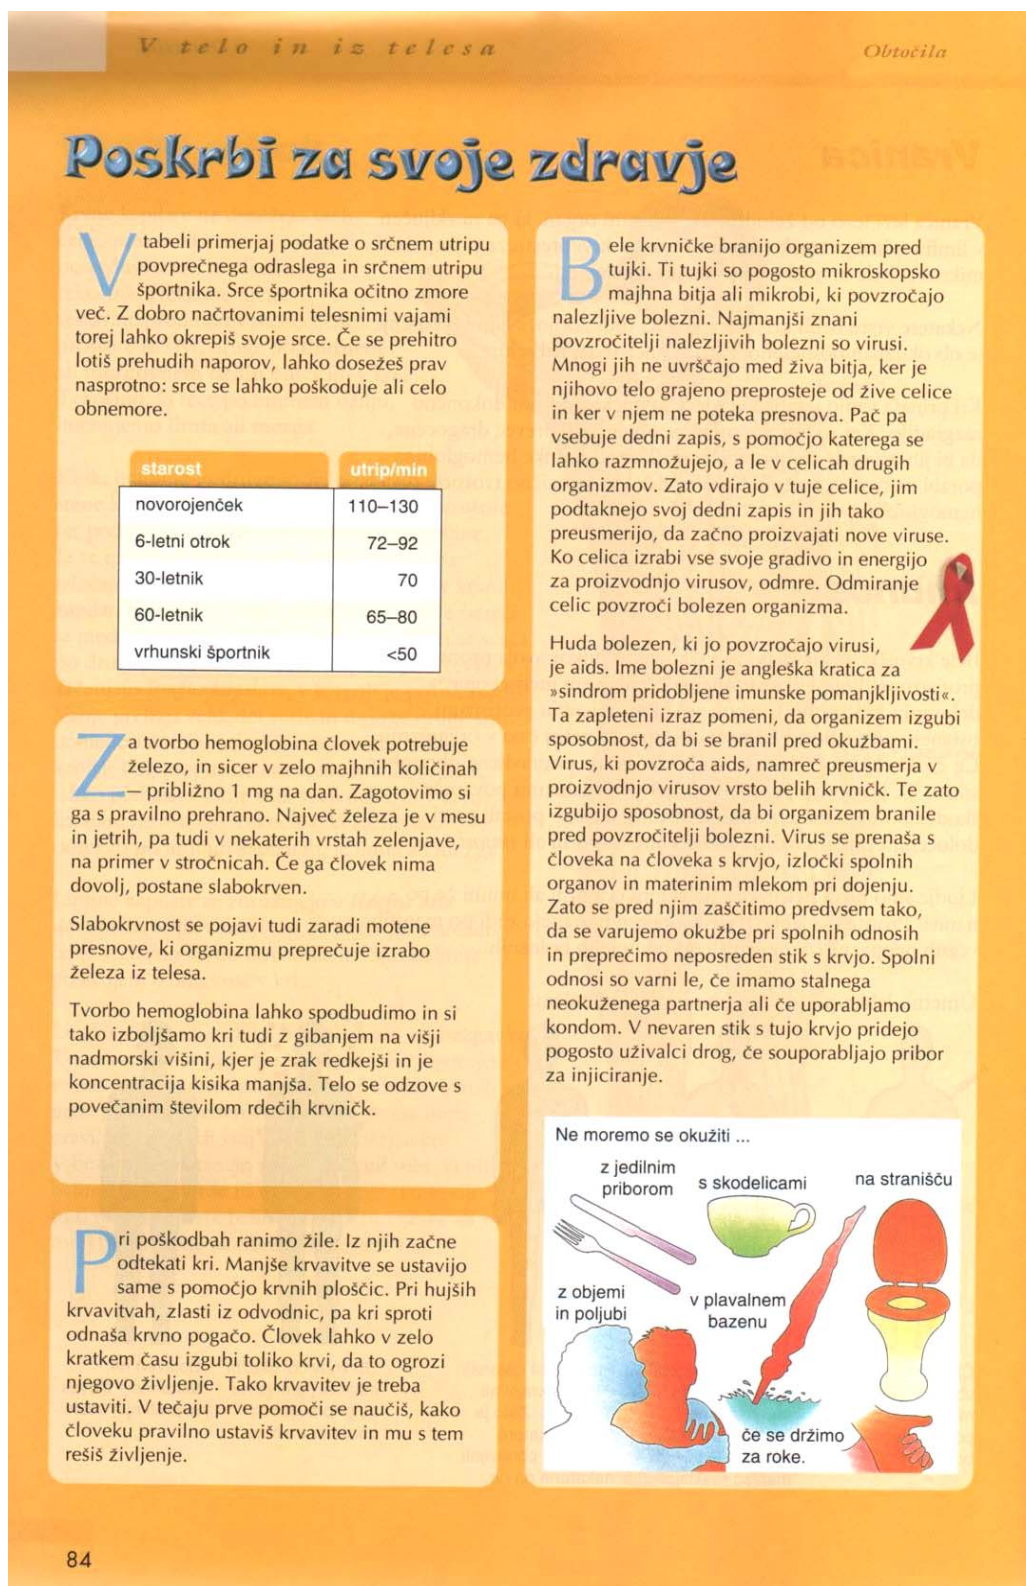 V telo in iz telesa
Obtočila
Poskrbi za svoje zdravje
V tabeli primerjaj podatke o srčnem utripu
povprečnega odraslega in srčnem utripu
športnika. Srce športnika očitno zmore
več. Z dobro načrtovanimi telesnimi vajami
torej lahko okrepiš svoje srce. Če se prehitro
lotiš prehudih naporov, lahko dosežeš prav
nasprotno: srce se lahko poškoduje ali celo
obnemore.
starost utrip/min
novorojenček 110–130
6-letni otrok 72–92
30-letnik 70
60-letnik 65–80
vrhunski športnik <50
Za tvorbo hemoglobina človek potrebuje
železo, in sicer v zelo majhnih količinah
— približno 1 mg na dan. Zagotovimo si
ga s pravilno prehrano. Največ železa je v mesu
in jetrih, pa tudi v nekaterih vrstah zelenjave,
na primer v stročnicah. Če ga človek nima
dovolj, postane slabokrven.
Slabokrvnost se pojavi tudi zaradi motene
presnove, ki organizmu preprečuje izrabo
železa iz telesa.
Tvorbo hemoglobina lahko spodbudimo in si
tako izboljšamo kri tudi z gibanjem na višji
nadmorski višini, kjer je zrak redkejši in je
koncentracija kisika manjša. Telo se odzove s
povečanim številom rdečih krvničk.
Pri poškodbah ranimo žile. Iz njih začne
odtekati kri. Manjše krvavitve se ustavijo
same s pomočjo krvnih ploščic. Pri hujših
krvavitvah, zlasti iz odvodnic, pa kri sproti
odnaša krvno pogačo. Človek lahko v zelo
kratkem času izgubi toliko krvi, da to ogrozi
njegovo življenje. Tako krvavitev je treba
ustaviti. V tečaju prve pomoči se naučiš, kako
človeku pravilno ustaviš krvavitev in mu s tem
rešiš življenje.
Bele krvničke branijo organizem pred
tujki. Ti tujki so pogosto mikroskopsko
majhna bitja ali mikrobi, ki povzročajo
nalezljive bolezni. Najmanjši znani
povzročitelji nalezljivih bolezni so virusi.
Mnogi jih ne uvrščajo med živa bitja, ker je
njihovo telo grajeno preprosteje od žive celice
in ker v njem ne poteka presnova. Pač pa
vsebuje dedni zapis, s pomočjo katerega se
lahko razmnožujejo, a le v celicah drugih
organizmov. Zato vdirajo v tuje celice, jim
podtaknejo svoj dedni zapis in jih tako
preusmerijo, da začno proizvajati nove viruse.
Ko celica izrabi vse svoje gradivo in energijo
za proizvodnjo virusov, odmre. Odmiranje
celic povzroči bolezen organizma.
Huda bolezen, ki jo povzročajo virusi,
je aids. Ime bolezni je angleška kratica za
»sindrom pridobljene imunske pomanjkljivosti«.
Ta zapleteni izraz pomeni, da organizem izgubi
sposobnost, da bi se branil pred okužbami.
Virus, ki povzroča aids, namreč preusmerja v
proizvodnjo virusov vrsto belih krvničk. Te zato
izgubijo sposobnost, da bi organizem branile
pred povzročitelji bolezni. Virus se prenaša s
človeka na človeka s krvjo, izločki spolnih
organov in materinim mlekom pri dojenju.
Zato se pred njim zaščitimo predvsem tako,
da se varujemo okužbe pri spolnih odnosih
in preprečimo neposreden stik s krvjo. Spolni
odnosi so varni le, če imamo stalnega
neokuženega partnerja ali če uporabljamo
kondom. V nevaren stik s tujo krvjo pridejo
pogosto uživalci drog, če souporabljajo pribor
za injiciranje.
Ne moremo se okužiti ...
z jedilnim
priborom
s skodelicami
na stranišču
z objemi
in poljubi
v plavalnem
bazenu
če se držimo
za roke.
84